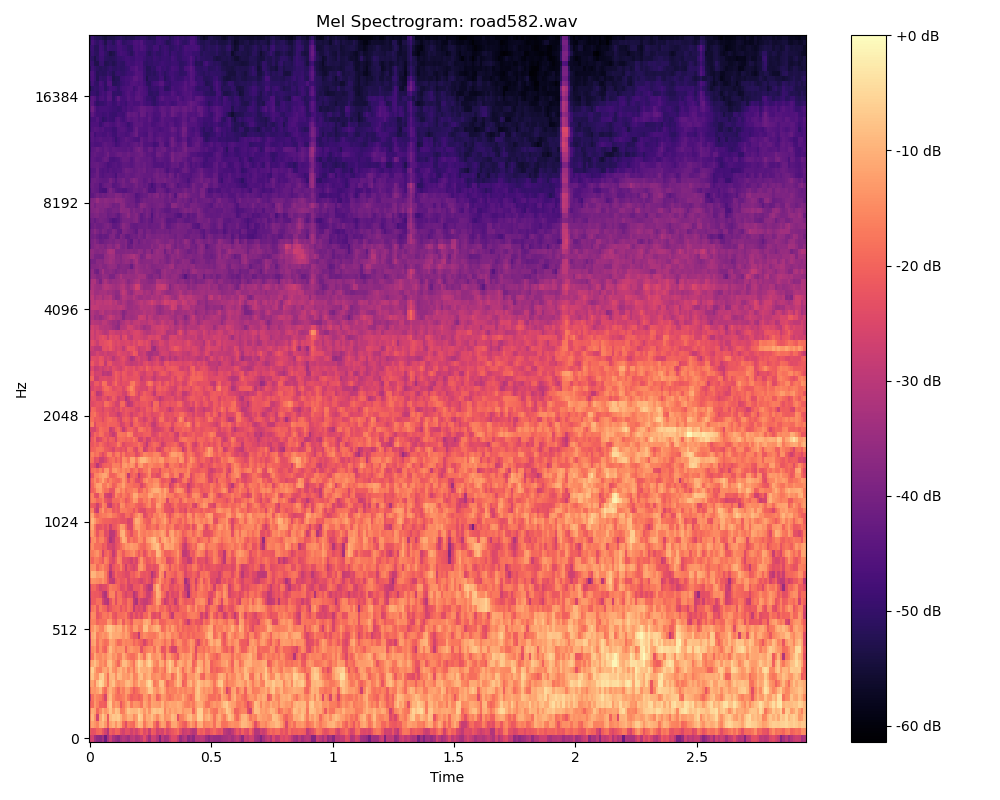 Mel Spectrogram: road582.wav
Hz
16384
8192
4096
2048
1024
512
0
0
0.5
1
1.5
2
2.5
Time
+0 dB
-10 dB
-20 dB
-30 dB
-40 dB
-50 dB
-60 dB